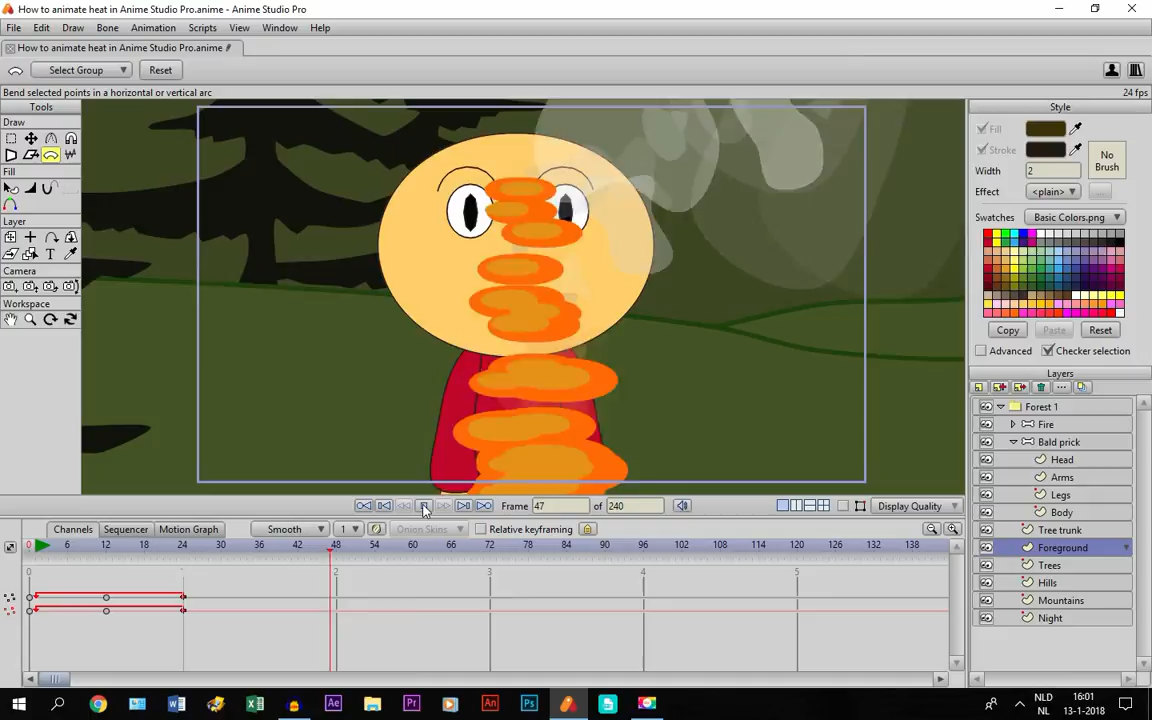 How to animate heat in Anime Studio Pro.anime - Anime Studio Pro
File Edit Draw Bone Animation Scripts View Window Help
How to animate heat in Anime Studio Pro.anime
Select Group Reset
Bend selected points in a horizontal or vertical arc 24 fps
Tools Style
Draw
Fill
Stroke
No Brush
Width 2
Effect <plain> ...
Fill
Swatches Basic Colors.png
Layer
Camera
Workspace
Copy Paste Reset
Advanced Checker selection
Layers
Forest 1
Fire
Bald prick
Head
Arms
Legs
Body
Tree trunk
Foreground
Trees
Hills
Mountains
Night
Frame 47 of 240 Display Quality
Channels Sequencer Motion Graph Smooth 1 Onion Skins Relative keyframing
0 6 12 18 24 30 36 42 48 54 60 66 72 78 84 90 96 102 108 114 120 126 132 138
0 1 2 3 4 5
NLD 16:01
NL 13-1-2018